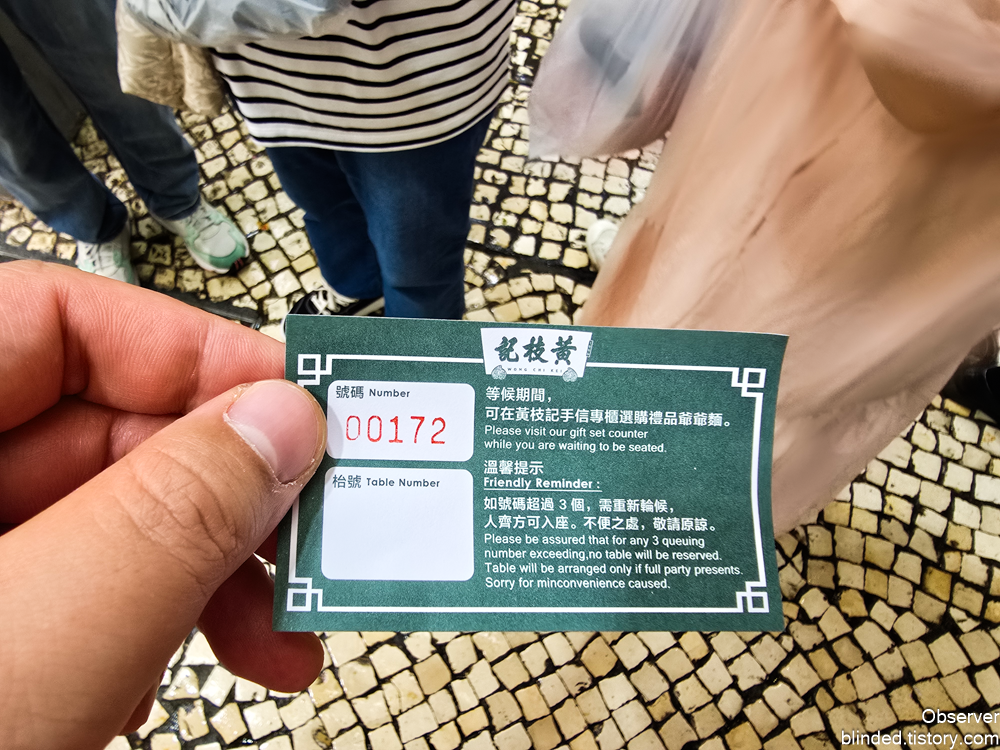 記枝黃
WONG CHI KEI
號碼 Number
00172
枱號 Table Number
等候期間，
可在黃枝記手信專櫃選購禮品爺爺麵。
Please visit our gift set counter
while you are waiting to be seated.
溫馨提示
Friendly Reminder :
如號碼超過 3 個，需重新輪候，
人齊方可入座。不便之處，敬請原諒。
Please be assured that for any 3 queuing
number exceeding,no table will be reserved.
Table will be arranged only if full party presents.
Sorry for minconvenience caused.
Observer
blinded.tistory.com